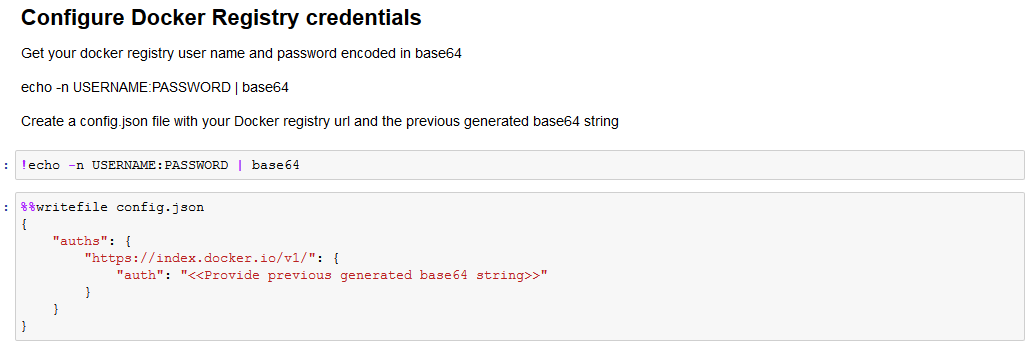 Configure Docker Registry credentials
Get your docker registry user name and password encoded in base64
echo -n USERNAME:PASSWORD | base64
Create a config.json file with your Docker registry url and the previous generated base64 string
: !echo -n USERNAME:PASSWORD | base64
: %%writefile config.json
{
    "auths": {
        "https://index.docker.io/v1/": {
            "auth": "<<Provide previous generated base64 string>>"
        }
    }
}